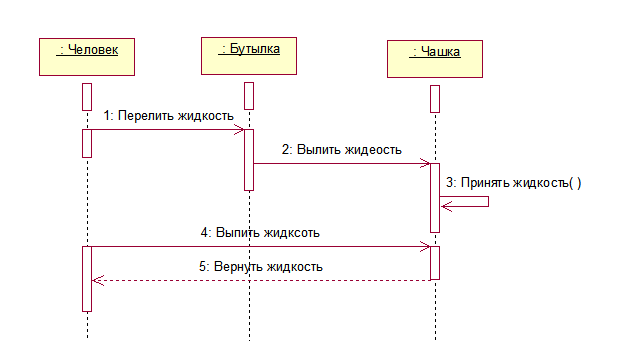 : Человек
: Бутылка
: Чашка
1: Перелить жидкость
2: Вылить жидеость
3: Принять жидкость( )
4: Выпить жидксоть
5: Вернуть жидкость